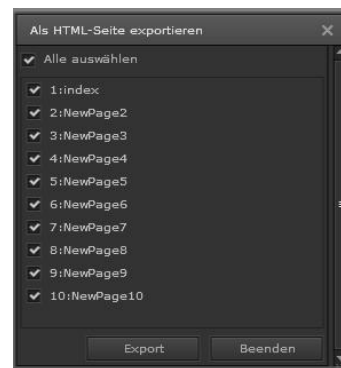 Als HTML-Seite exportieren
Alle auswählen
1:index
2:NewPage2
3:NewPage3
4:NewPage4
5:NewPage5
6:NewPage6
7:NewPage7
8:NewPage8
9:NewPage9
10:NewPage10
Export Beenden